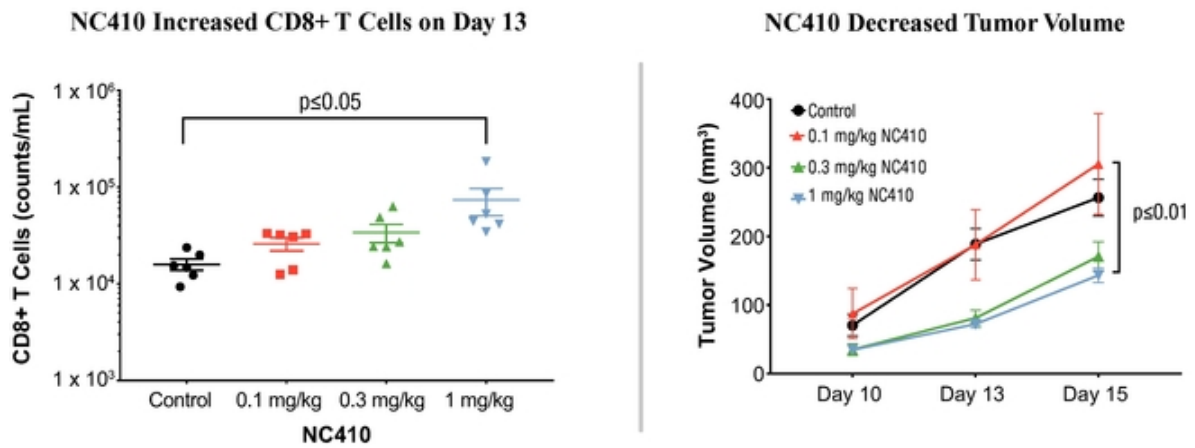 NC410 Increased CD8+ T Cells on Day 13
CD8+ T Cells (counts/mL)
1 x 10⁶
1 x 10⁵
1 x 10⁴
1 x 10³
p≤0.05
Control
0.1 mg/kg
0.3 mg/kg
1 mg/kg
NC410
NC410 Decreased Tumor Volume
Tumor Volume (mm³)
400
300
200
100
0
Control
0.1 mg/kg NC410
0.3 mg/kg NC410
1 mg/kg NC410
p≤0.01
Day 10
Day 13
Day 15